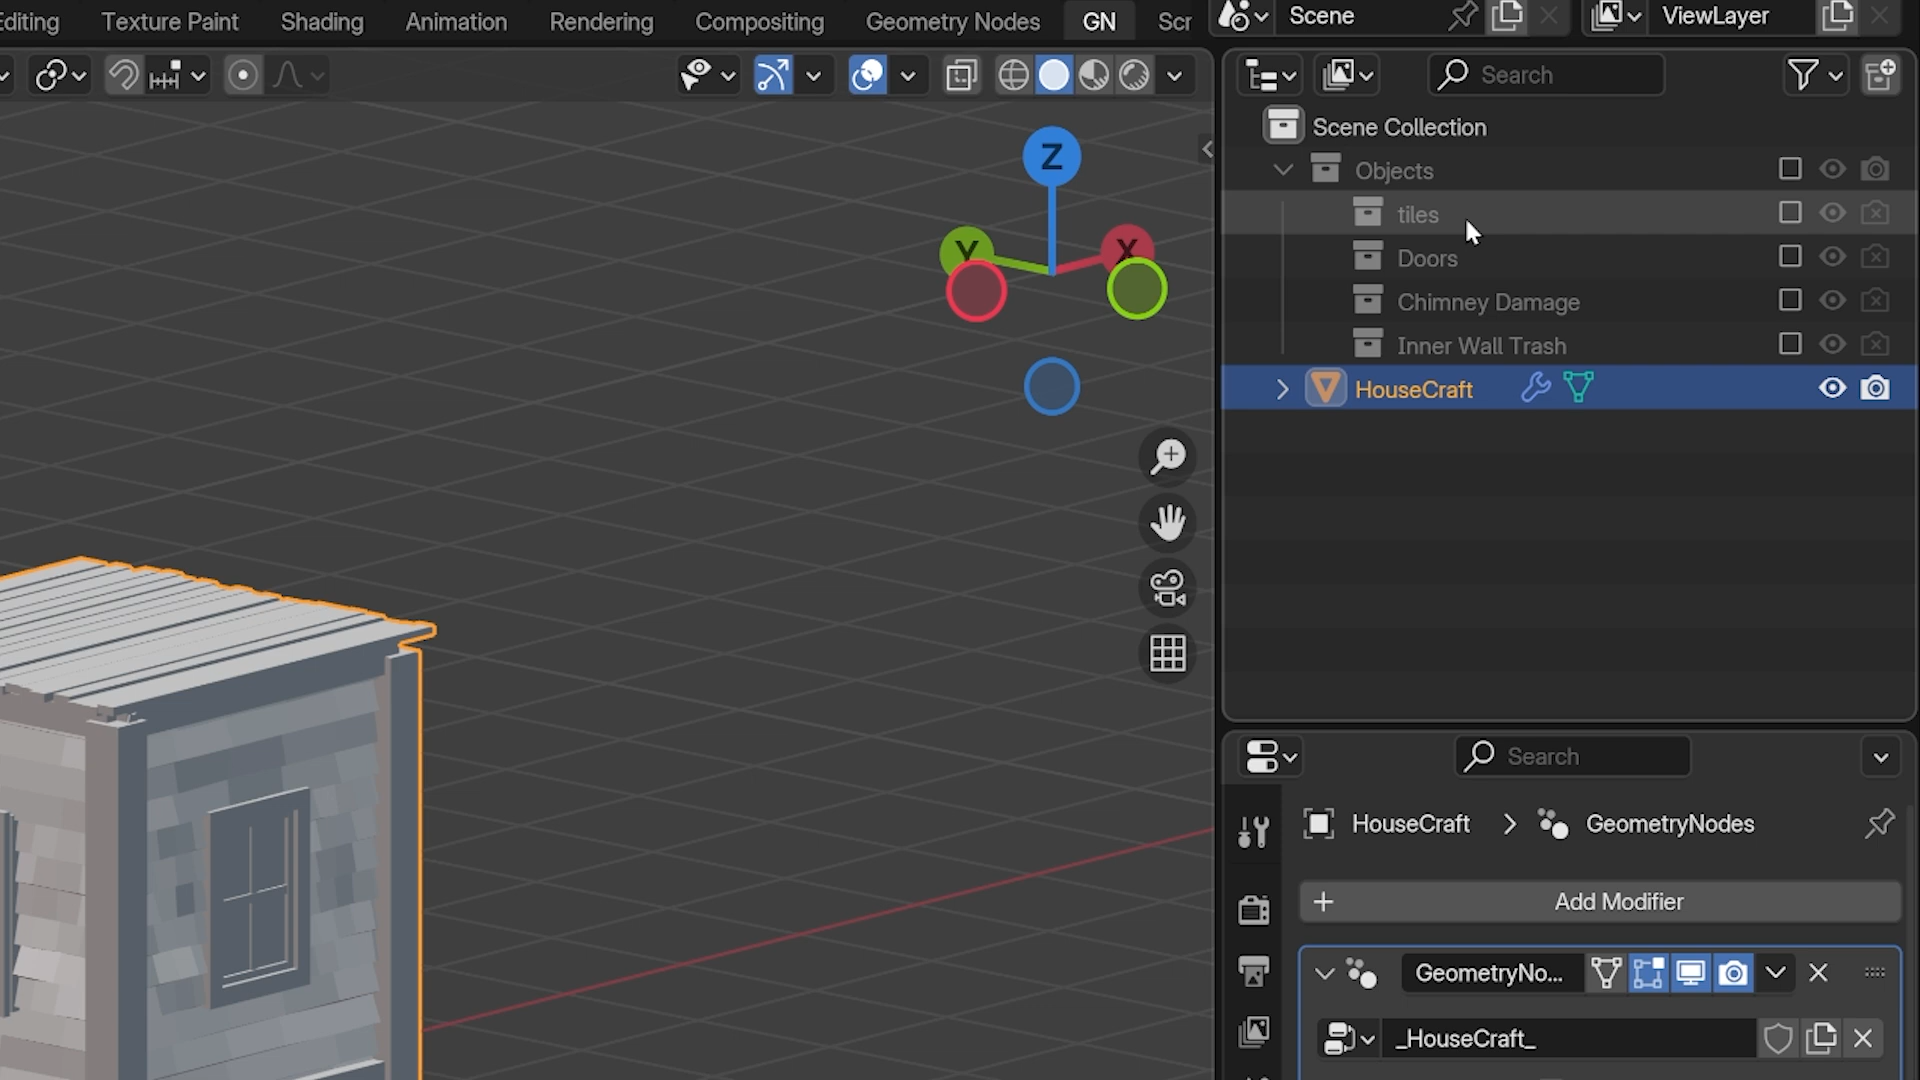 Editing Texture Paint Shading Animation Rendering Compositing Geometry Nodes GN Scr Scene ViewLayer
Search
Scene Collection
Objects
tiles
Doors
Chimney Damage
Inner Wall Trash
HouseCraft
Z
Y
X
Search
HouseCraft > GeometryNodes
+ Add Modifier
GeometryNo...
_HouseCraft_